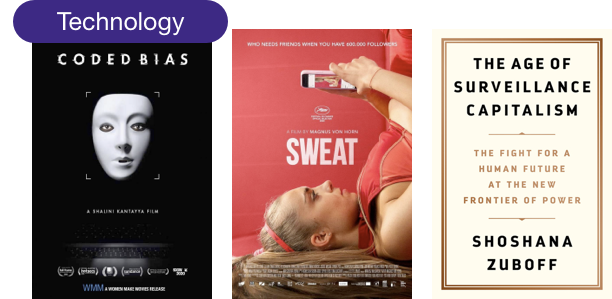 Technology
CODED BIAS
A SHALINI KANTAYYA FILM
WMM A WOMEN MAKE MOVIES RELEASE
WHO NEEDS FRIENDS WHEN YOU HAVE 600,000 FOLLOWERS
A FILM BY MAGNUS VON HORN
SWEAT
THE AGE OF
SURVEILLANCE
CAPITALISM
THE FIGHT FOR A
HUMAN FUTURE
AT THE NEW
FRONTIER OF POWER
SHOSHANA
ZUBOFF